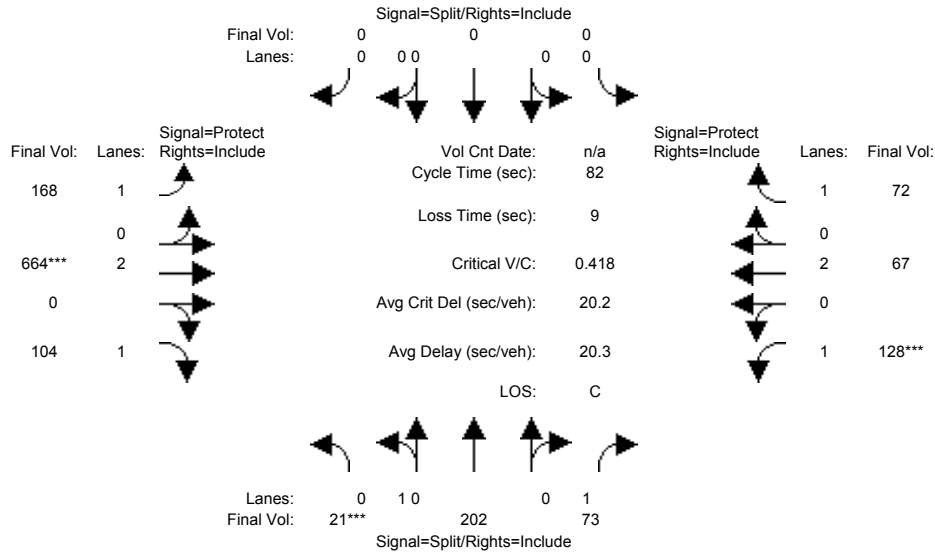 Signal=Split/Rights=Include
Final Vol: 0 0 0
Lanes: 0 0 0 0 0
Signal=Protect Signal=Protect
Final Vol: Lanes: Rights=Include Vol Cnt Date: n/a Rights=Include Lanes: Final Vol:
Cycle Time (sec): 82
168 1 1 72
Loss Time (sec): 9
0 0
664*** 2 Critical V/C: 0.418 2 67
0 Avg Crit Del (sec/veh): 20.2 0
104 1 Avg Delay (sec/veh): 20.3 1 128***
LOS: C
Lanes: 0 1 0 0 1
Final Vol: 21*** 202 73
Signal=Split/Rights=Include